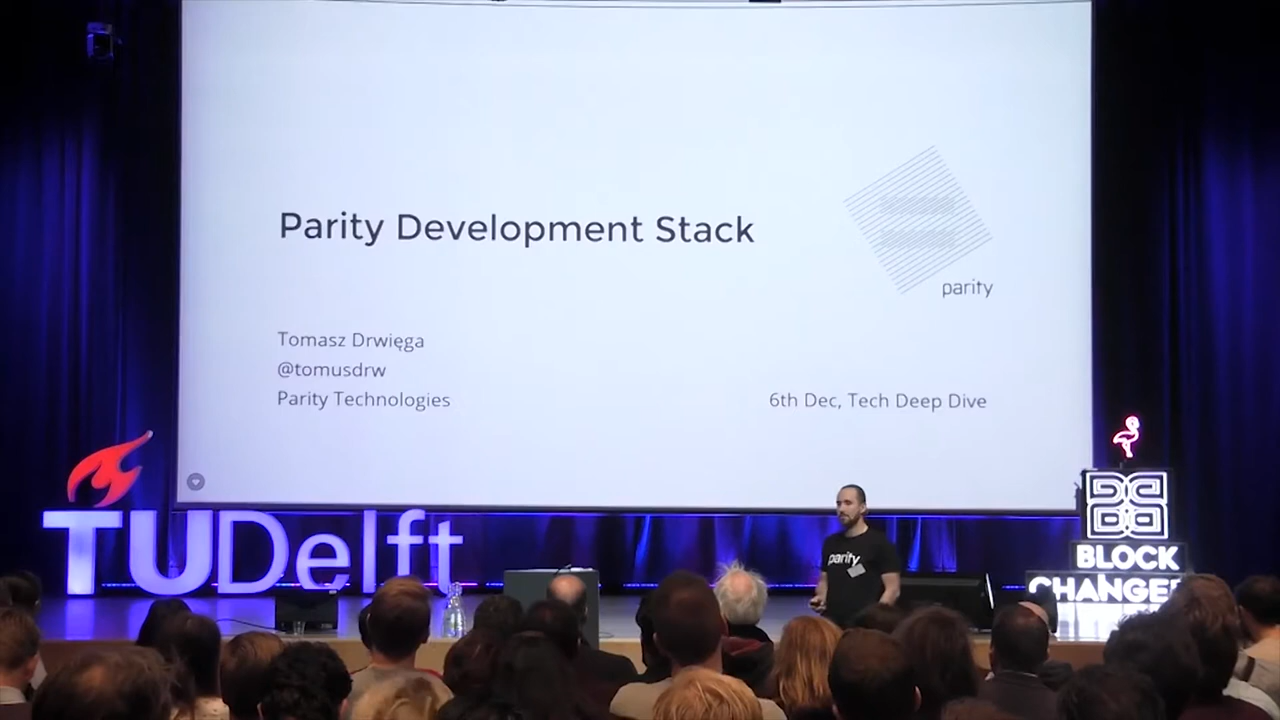 Parity Development Stack
parity
Tomasz Drwięga
@tomusdrw
Parity Technologies
6th Dec, Tech Deep Dive
TUDelft
parity
BLOCK
CHANGER